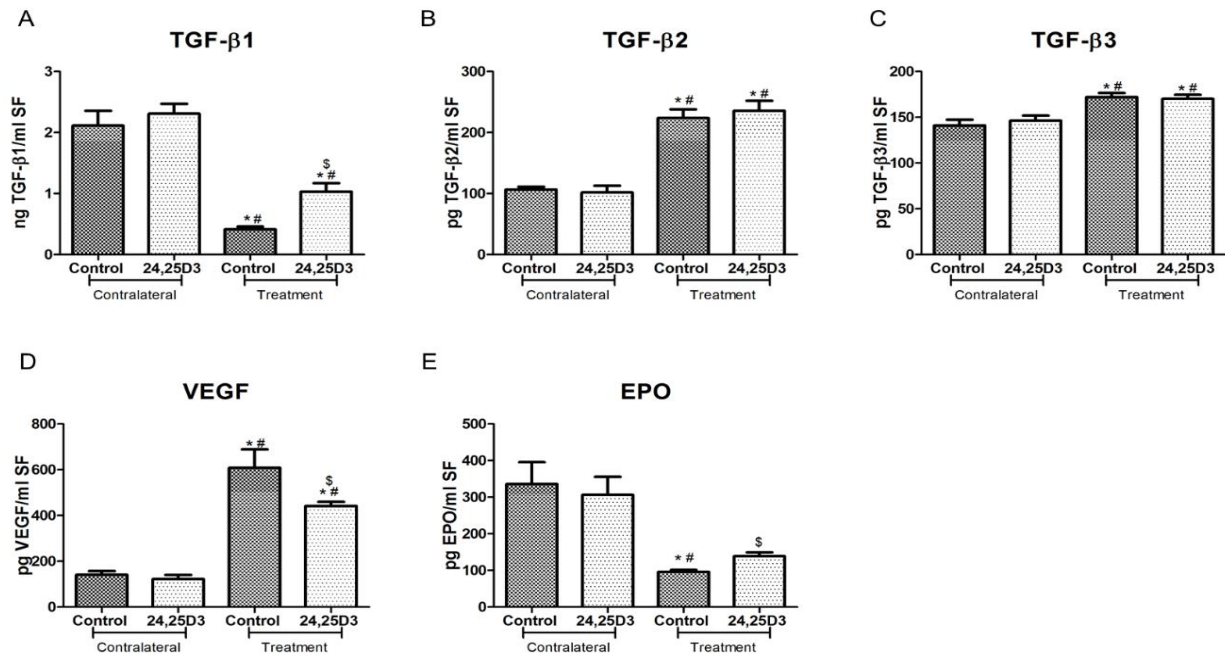 A
TGF-β1
ng TGF-β1/ml SF
3
2
1
0
* #
$
* #
Control 24,25D3 Control 24,25D3
Contralateral Treatment
B
TGF-β2
pg TGF-β2/ml SF
300
200
100
0
* # * #
Control 24,25D3 Control 24,25D3
Contralateral Treatment
C
TGF-β3
pg TGF-β3/ml SF
200
150
100
50
0
* # * #
Control 24,25D3 Control 24,25D3
Contralateral Treatment
D
VEGF
pg VEGF/ml SF
800
600
400
200
0
* #
$
* #
Control 24,25D3 Control 24,25D3
Contralateral Treatment
E
EPO
pg EPO/ml SF
500
400
300
200
100
0
* # $
Control 24,25D3 Control 24,25D3
Contralateral Treatment